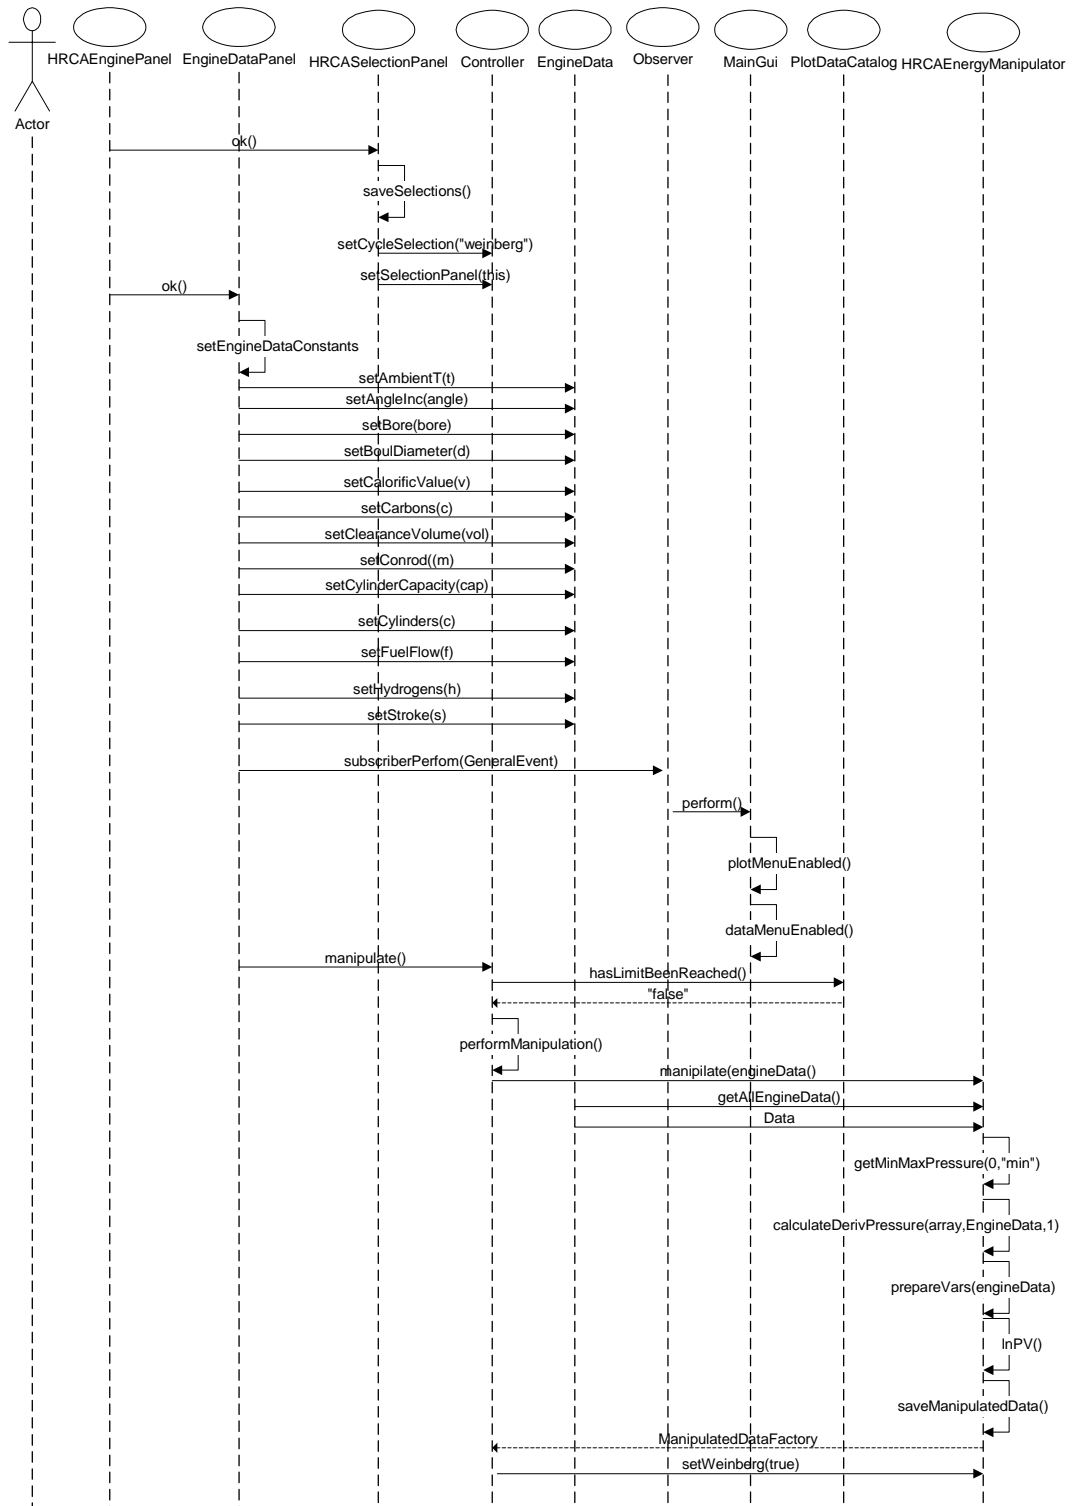 HRCAEnginePanel
EngineDataPanel
HRCASelectionPanel
Controller
EngineData
Observer
MainGui
PlotDataCatalog
HRCAEnergyManipulator
Actor
ok()
saveSelections()
setCycleSelection("weinberg")
setSelectionPanel(this)
ok()
setEngineDataConstants
setAmbientT(t)
setAngleInc(angle)
setBore(bore)
setBoulDiameter(d)
setCalorificValue(v)
setCarbons(c)
setClearanceVolume(vol)
setConrod((m)
setCylinderCapacity(cap)
setCylinders(c)
setFuelFlow(f)
setHydrogens(h)
setStroke(s)
subscriberPerfom(GeneralEvent)
perform()
plotMenuEnabled()
dataMenuEnabled()
manipulate()
hasLimitBeenReached()
"false"
performManipulation()
manipilate(engineData()
getAllEngineData()
Data
getMinMaxPressure(0,"min")
calculateDerivPressure(array,EngineData,1)
prepareVars(engineData)
lnPV()
saveManipulatedData()
ManipulatedDataFactory
setWeinberg(true)